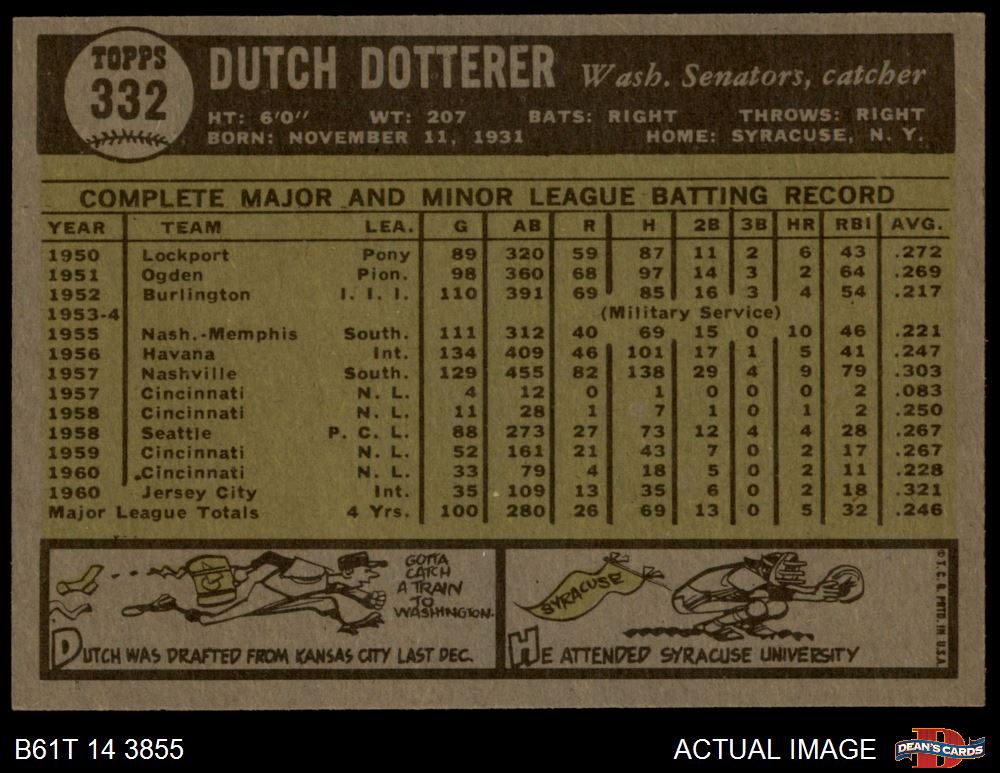 TOPPS
332
DUTCH DOTTERER Wash. Senators, catcher
HT: 6'0" WT: 207 BATS: RIGHT THROWS: RIGHT
BORN: NOVEMBER 11, 1931 HOME: SYRACUSE, N. Y.
COMPLETE MAJOR AND MINOR LEAGUE BATTING RECORD
YEAR TEAM LEA. G AB R H 2B 3B HR RBI AVG.
1950 Lockport Pony 89 320 59 87 11 2 6 43 .272
1951 Ogden Pion. 98 360 68 97 14 3 2 64 .269
1952 Burlington I. I. I. 110 391 69 85 16 3 4 54 .217
1953-4 (Military Service)
1955 Nash.-Memphis South. 111 312 40 69 15 0 10 46 .221
1956 Havana Int. 134 409 46 101 17 1 5 41 .247
1957 Nashville South. 129 455 82 138 29 4 9 79 .303
1957 Cincinnati N. L. 4 12 0 1 0 0 0 2 .083
1958 Cincinnati N. L. 11 28 1 7 1 0 1 2 .250
1958 Seattle P. C. L. 88 273 27 73 12 4 4 28 .267
1959 Cincinnati N. L. 52 161 21 43 7 0 2 17 .267
1960 Cincinnati N. L. 33 79 4 18 5 0 2 11 .228
1960 Jersey City Int. 35 109 13 35 6 0 2 18 .321
Major League Totals 4 Yrs. 100 280 26 69 13 0 5 32 .246
GOTTA
CATCH
A TRAIN
TO
WASHINGTON.
DUTCH WAS DRAFTED FROM KANSAS CITY LAST DEC.
SYRACUSE
HE ATTENDED SYRACUSE UNIVERSITY
© T. C. G. PRTD. IN U.S.A.
B61T 14 3855
ACTUAL IMAGE
D
DEAN'S CARDS